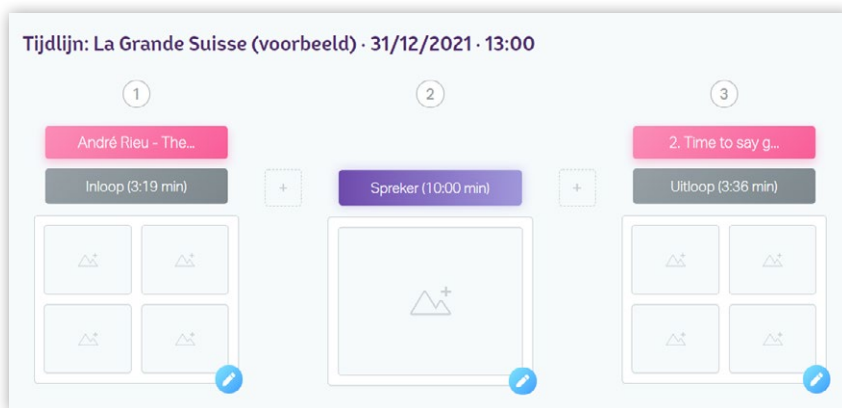 Tijdlijn: La Grande Suisse (voorbeeld) · 31/12/2021 · 13:00
1
2
3
André Rieu - The...
2. Time to say g...
Inloop (3:19 min)
+
Spreker (10:00 min)
+
Uitloop (3:36 min)